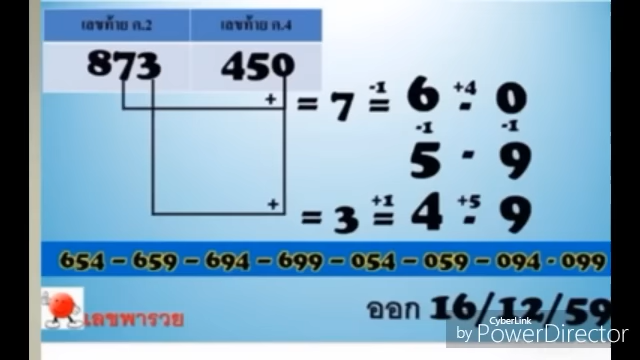 เลขท้าย ค.2 เลขท้าย ค.4
873 450
+ = 7 -1 = 6 +4 - 0
-1 -1
5 - 9
+ = 3 +1 = 4 +5 - 9
654 – 659 – 694 – 699 – 054 – 059 – 094 - 099
เลขพารวย
ออก 16/12/59
CyberLink
by PowerDirector